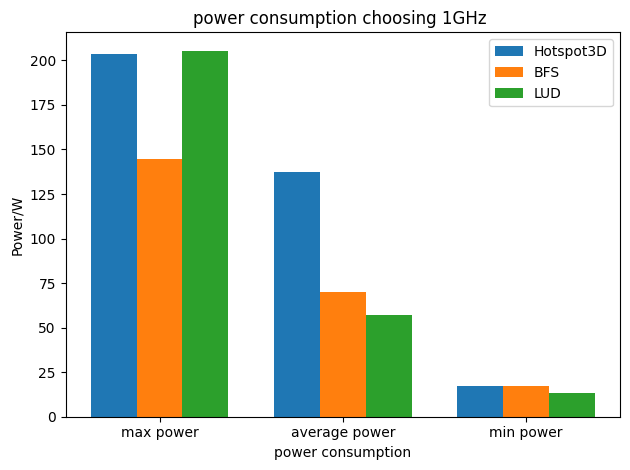 power consumption choosing 1GHz
Hotspot3D
BFS
LUD
Power/W
200
175
150
125
100
75
50
25
0
max power
average power
min power
power consumption